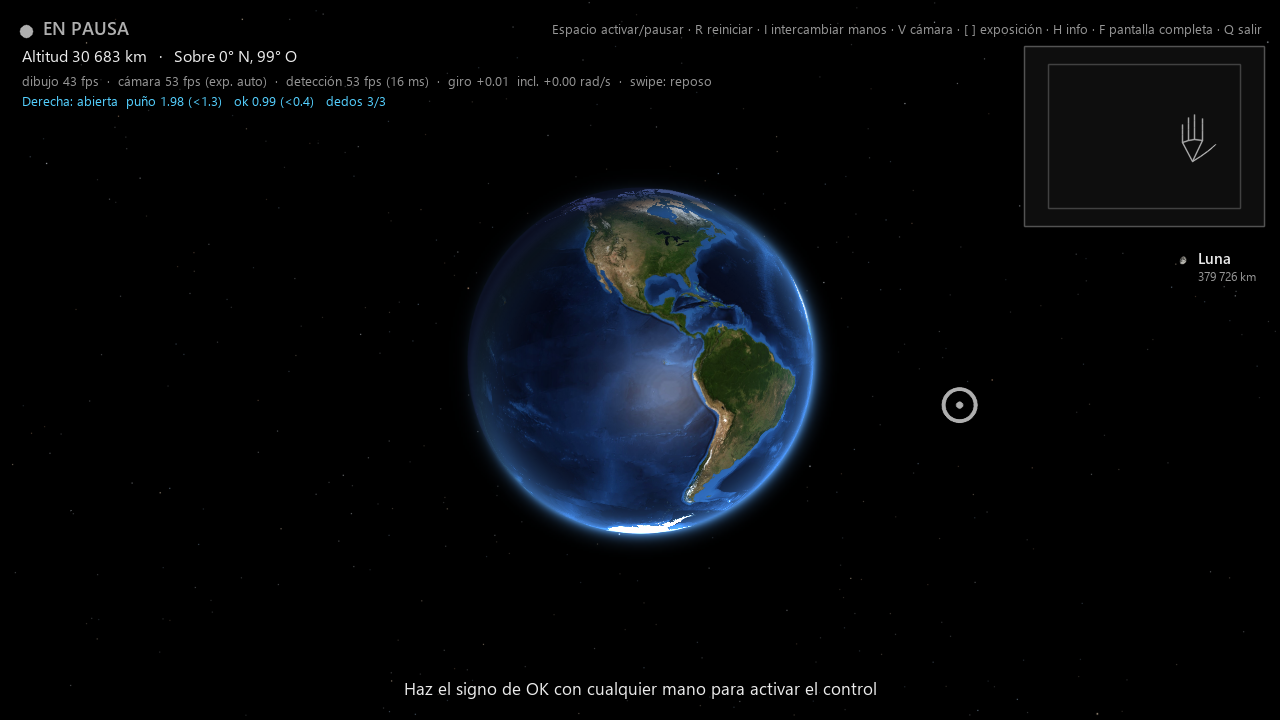 EN PAUSA
Espacio activar/pausar · R reiniciar · I intercambiar manos · V cámara · [ ] exposición · H info · F pantalla completa · Q salir
Altitud 30 683 km · Sobre 0° N, 99° O
dibujo 43 fps · cámara 53 fps (exp. auto) · detección 53 fps (16 ms) · giro +0.01 incl. +0.00 rad/s · swipe: reposo
Derecha: abierta puño 1.98 (<1.3) ok 0.99 (<0.4) dedos 3/3
Luna
379 726 km
Haz el signo de OK con cualquier mano para activar el control